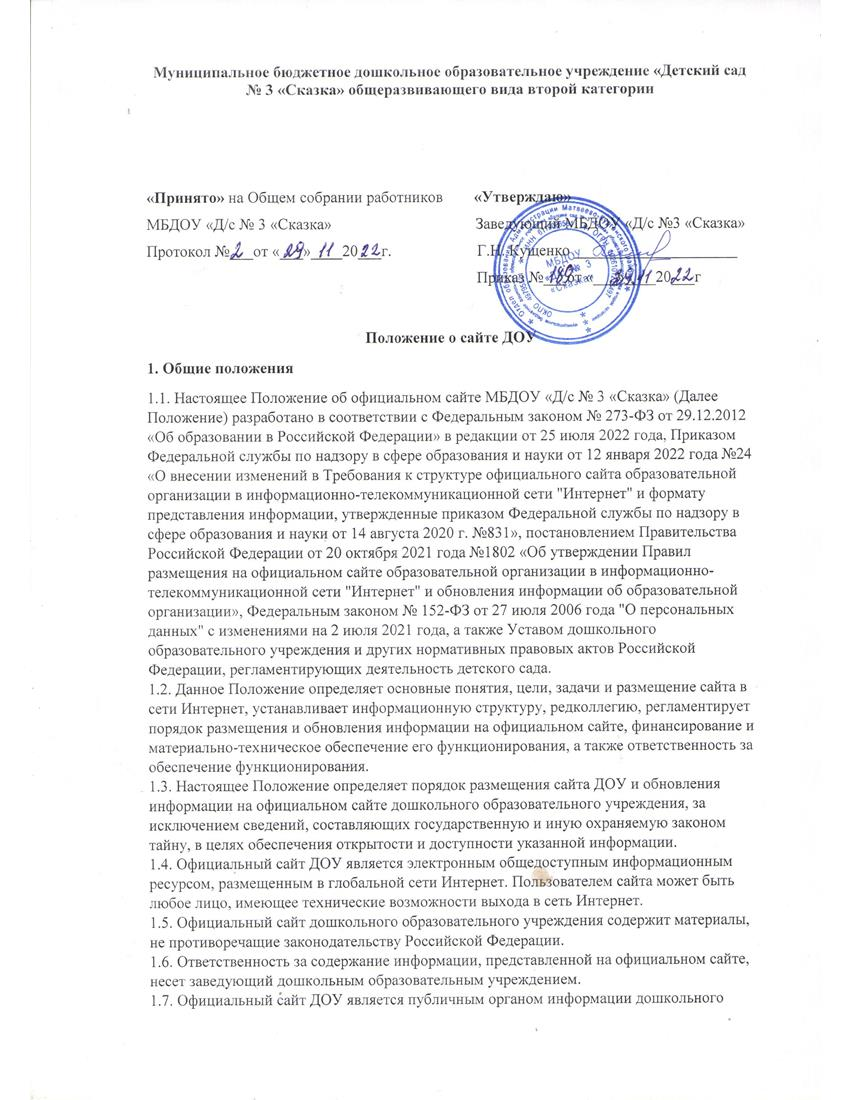 Муниципальное бюджетное дошкольное образовательное учреждение «Детский сад
№ 3 «Сказка» общеразвивающего вида второй категории
«Принято» на Общем собрании работников «Утверждаю»
МБДОУ «Д/с № 3 «Сказка» Заведующий МБДОУ «Д/с №3 «Сказка»
Протокол №2 от «29» 11 2022г. Г.Н. Кущенко
Приказ №189 от 29.11 2022г
МБДОУ
№ 3
«Сказка»
Положение о сайте ДОУ
1. Общие положения
1.1. Настоящее Положение об официальном сайте МБДОУ «Д/с № 3 «Сказка» (Далее
Положение) разработано в соответствии с Федеральным законом № 273-ФЗ от 29.12.2012
«Об образовании в Российской Федерации» в редакции от 25 июля 2022 года, Приказом
Федеральной службы по надзору в сфере образования и науки от 12 января 2022 года №24
«О внесении изменений в Требования к структуре официального сайта образовательной
организации в информационно-телекоммуникационной сети "Интернет" и формату
представления информации, утвержденные приказом Федеральной службы по надзору в
сфере образования и науки от 14 августа 2020 г. №831», постановлением Правительства
Российской Федерации от 20 октября 2021 года №1802 «Об утверждении Правил
размещения на официальном сайте образовательной организации в информационно-
телекоммуникационной сети "Интернет" и обновления информации об образовательной
организации», Федеральным законом № 152-ФЗ от 27 июля 2006 года "О персональных
данных" с изменениями на 2 июля 2021 года, а также Уставом дошкольного
образовательного учреждения и других нормативных правовых актов Российской
Федерации, регламентирующих деятельность детского сада.
1.2. Данное Положение определяет основные понятия, цели, задачи и размещение сайта в
сети Интернет, устанавливает информационную структуру, редколлегию, регламентирует
порядок размещения и обновления информации на официальном сайте, финансирование и
материально-техническое обеспечение его функционирования, а также ответственность за
обеспечение функционирования.
1.3. Настоящее Положение определяет порядок размещения сайта ДОУ и обновления
информации на официальном сайте дошкольного образовательного учреждения, за
исключением сведений, составляющих государственную и иную охраняемую законом
тайну, в целях обеспечения открытости и доступности указанной информации.
1.4. Официальный сайт ДОУ является электронным общедоступным информационным
ресурсом, размещенным в глобальной сети Интернет. Пользователем сайта может быть
любое лицо, имеющее технические возможности выхода в сеть Интернет.
1.5. Официальный сайт дошкольного образовательного учреждения содержит материалы,
не противоречащие законодательству Российской Федерации.
1.6. Ответственность за содержание информации, представленной на официальном сайте,
несет заведующий дошкольным образовательным учреждением.
1.7. Официальный сайт ДОУ является публичным органом информации дошкольного